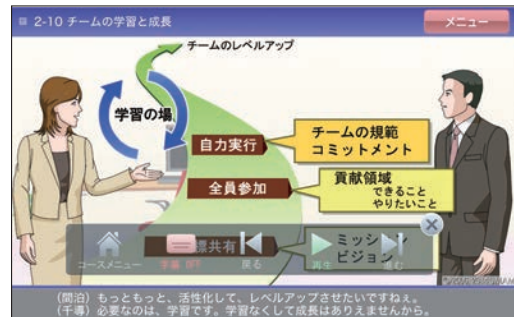 2-10 チームの学習と成長
メニュー
チームのレベルアップ
学習の場
自力実行
チームの規範
コミットメント
全員参加
貢献領域
できること
やりたいこと
標共有
ミッション
ビジョン
コースメニュー
字幕 OFF
戻る
再生
進む
(間泊) もっともっと、活性化して、レベルアップさせたいですねぇ。
(千導) 必要なのは、学習です。学習なくして成長はありえませんから。